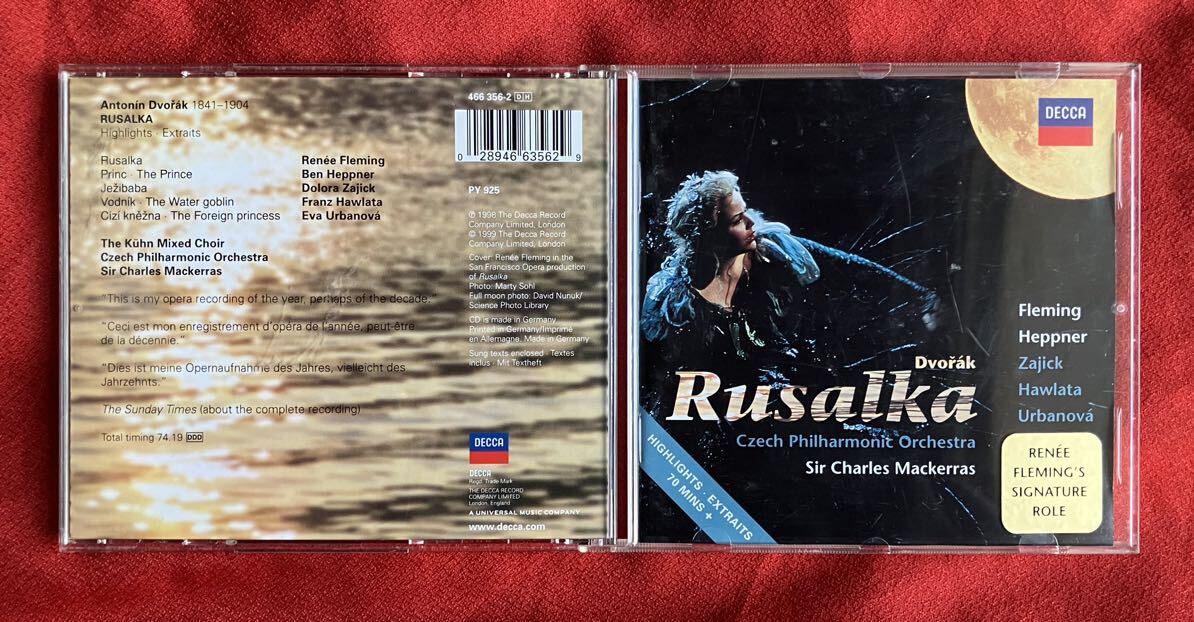 Antonín Dvořák 1841–1904
RUSALKA
Highlights · Extraits
Rusalka Renée Fleming
Princ · The Prince Ben Heppner
Ježibaba Dolora Zajick
Vodník · The Water goblin Franz Hawlata
Cizí kněžna · The Foreign princess Eva Urbanová
The Kühn Mixed Choir
Czech Philharmonic Orchestra
Sir Charles Mackerras
“This is my opera recording of the year, perhaps of the decade.”
“Ceci est mon enregistrement d’opéra de l’année, peut-être
de la décennie.”
“Dies ist meine Opernaufnahme des Jahres, vielleicht des
Jahrzehnts.”
The Sunday Times (about the complete recording)
Total timing 74.19 DDD
466 356-2 DH
0 28946 63562 9
PY 925
℗ 1998 The Decca Record
Company Limited, London
© 1999 The Decca Record
Company Limited, London
Cover: Renée Fleming in the
San Francisco Opera production
of Rusalka
Photo: Marty Sohl
Full moon photo: David Nunuk/
Science Photo Library
CD is made in Germany
Printed in Germany/Imprimé
en Allemagne. Made in Germany
Sung texts enclosed · Textes
inclus · Mit Textheft
DECCA
DECCA
Regd. Trade Mark
THE DECCA RECORD
COMPANY LIMITED
London, England
A UNIVERSAL MUSIC COMPANY
www.decca.com
DECCA
Fleming
Heppner
Zajick
Hawlata
Urbanová
Dvořák
Rusalka
Czech Philharmonic Orchestra
Sir Charles Mackerras
HIGHLIGHTS · EXTRAITS
70 MINS +
RENÉE
FLEMING'S
SIGNATURE
ROLE